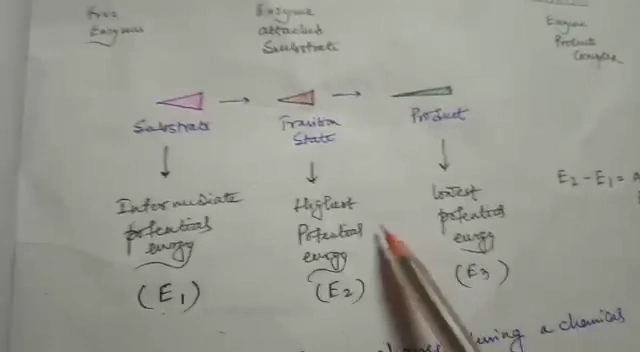 Free
Enzymes
Enzyme
attached
Substrate
Enzyme
Product
Complex
Substrate
Transition
State
Product
Intermediate
potential
energy
(E1)
Highest
Potential
energy
(E2)
lowest
potential
energy
(E3)
E2 - E1 =
a chemical